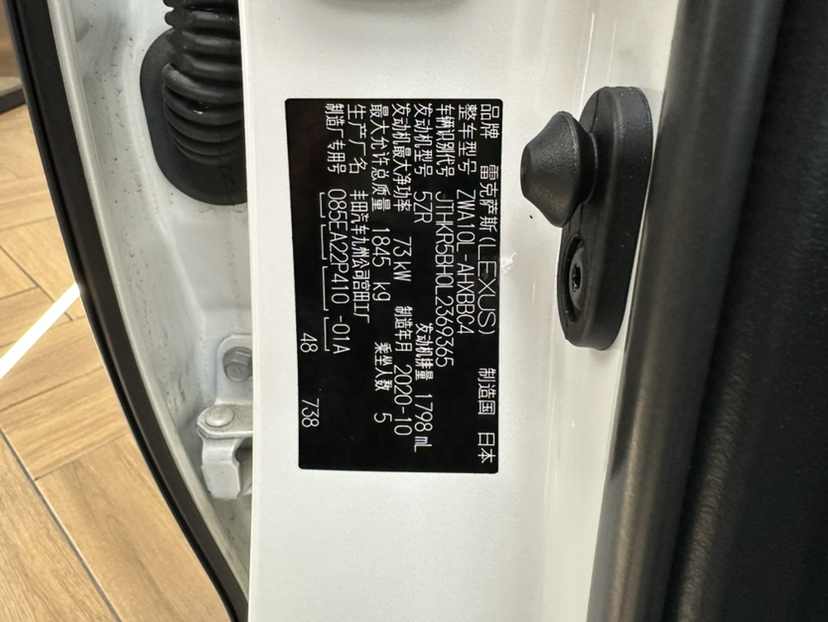 品牌 雷克萨斯(LEXUS) 制造国 日本
整车型号 ZWA10L-AHXBBC4
车辆识别代号 JTHKR5BH0L2369365
发动机型号 5ZR 发动机排量 1798 mL
发动机最大净功率 73 kW 制造年月 2020-10
最大允许总质量 1845 kg 乘坐人数 5
生产厂名 丰田汽车九州公司宫田工厂
制造厂专用号 085EA22P410-01A 48 738